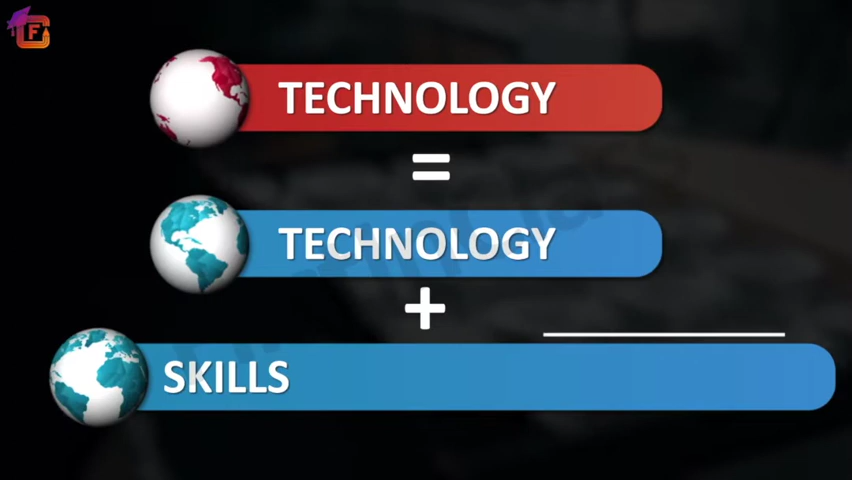 F
TECHNOLOGY
=
TECHNOLOGY
+
SKILLS